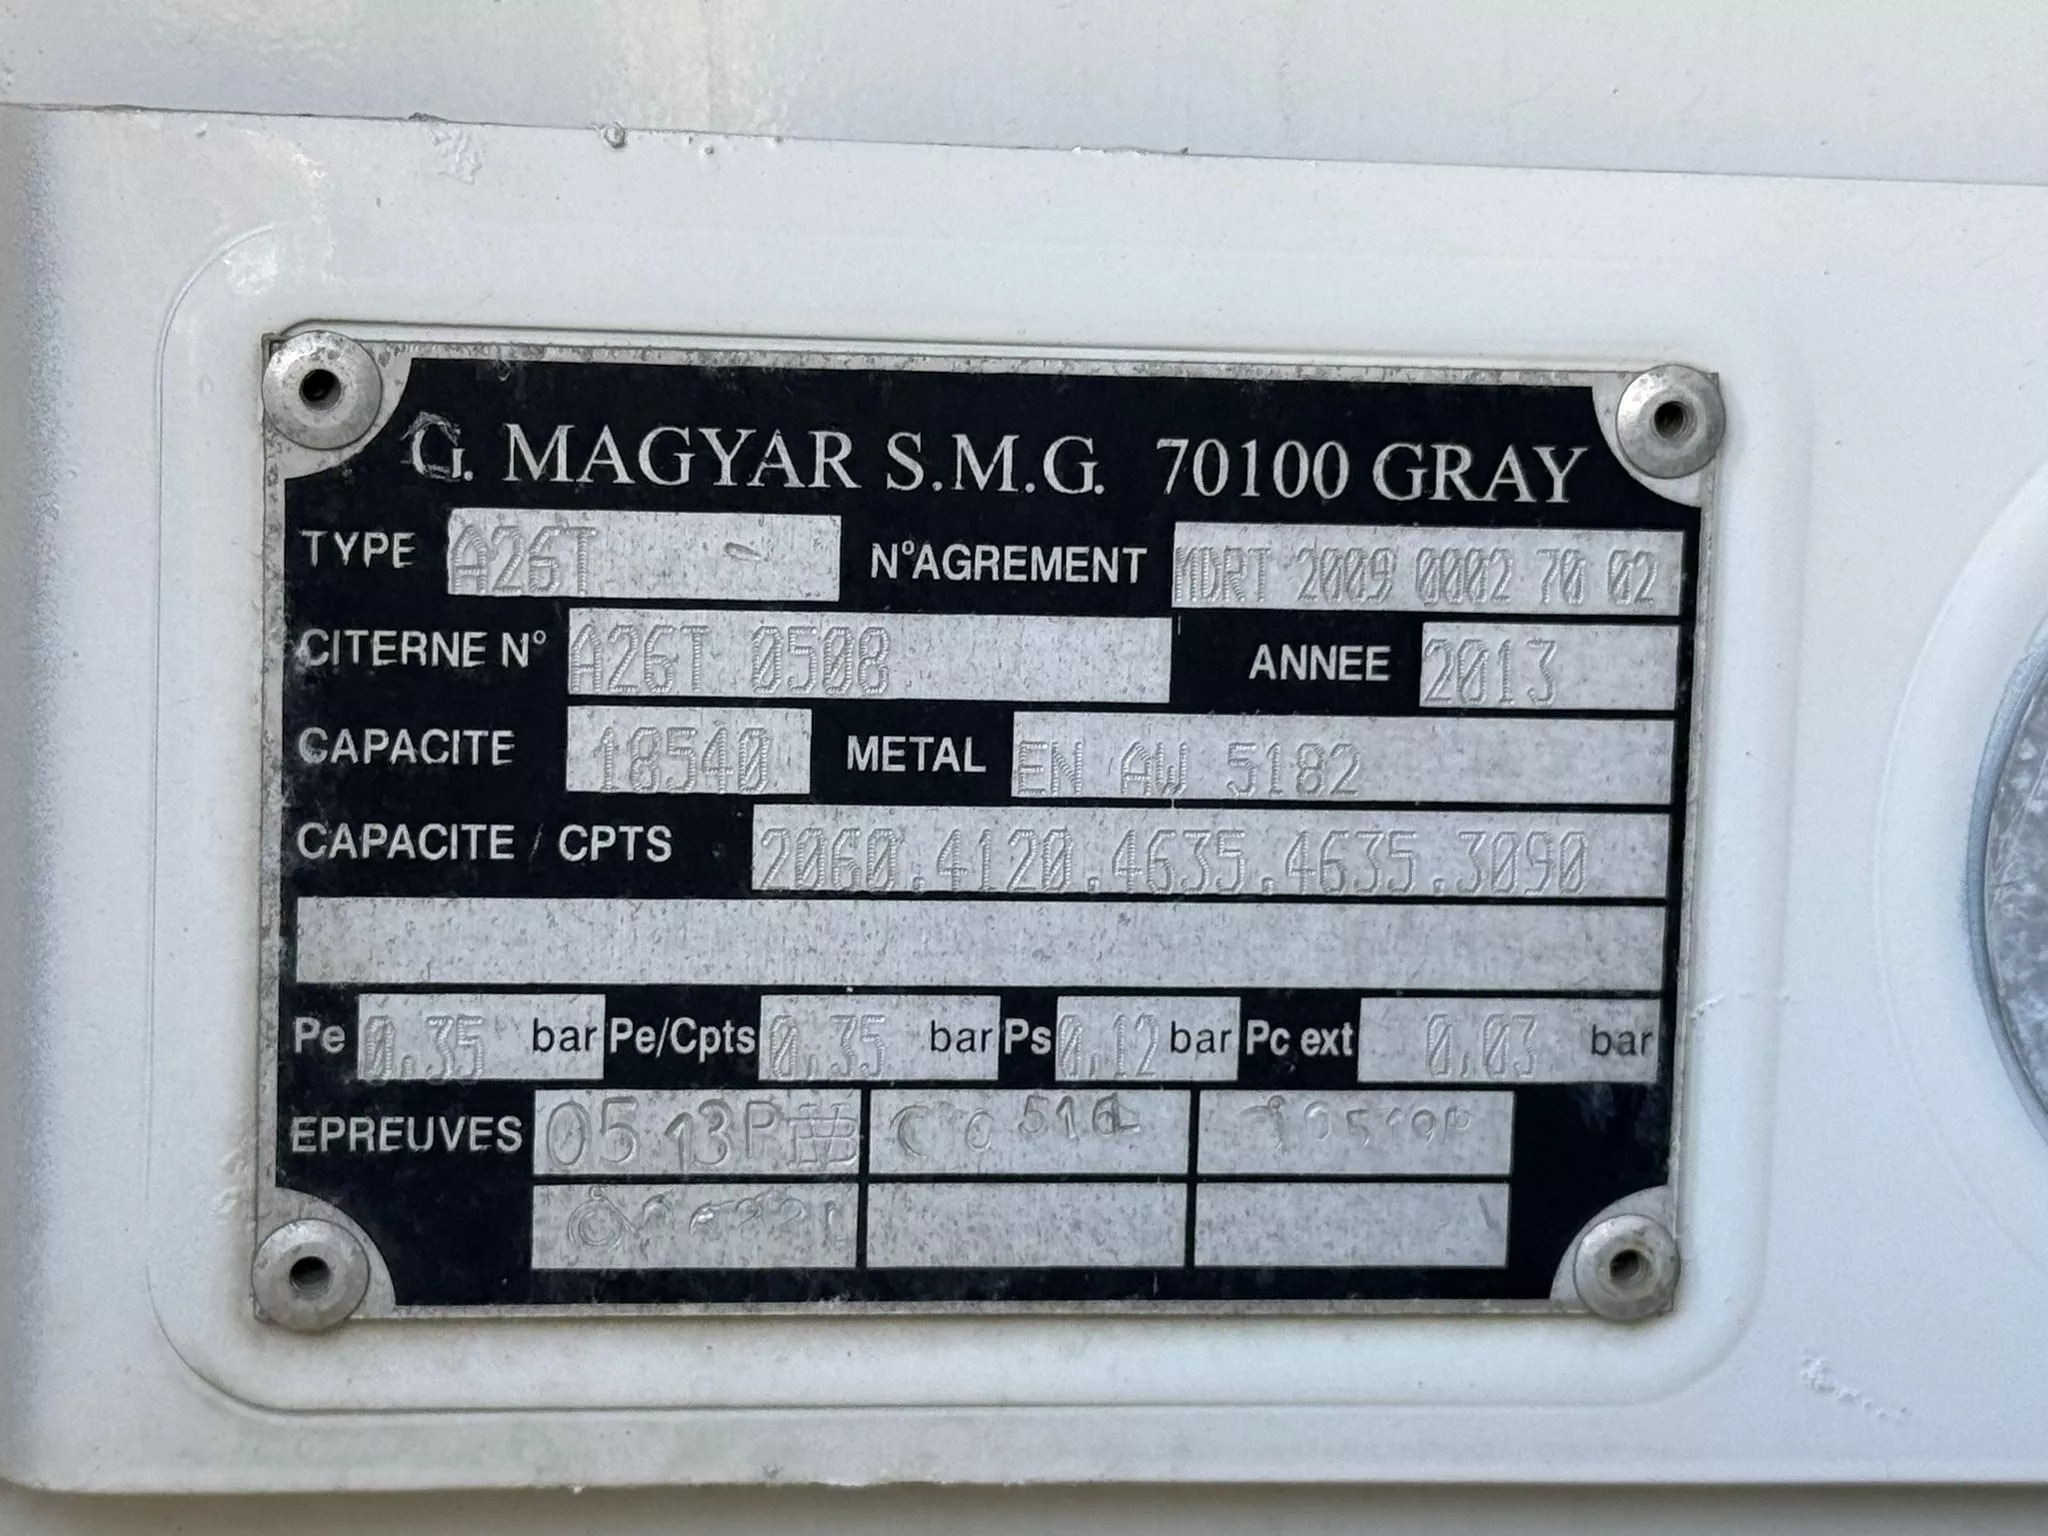 G. MAGYAR S.M.G. 70100 GRAY
TYPE A26T N°AGREMENT MDRT 2009 0002 70 02
CITERNE N° A26T 0508 ANNEE 2013
CAPACITE 18540 METAL EN AW 5182
CAPACITE / CPTS 2060.4120.4635.4635.3090
Pe 0.35 bar Pe/Cpts 0.35 bar Ps 0.12 bar Pc ext 0.03 bar
EPREUVES 05 13P